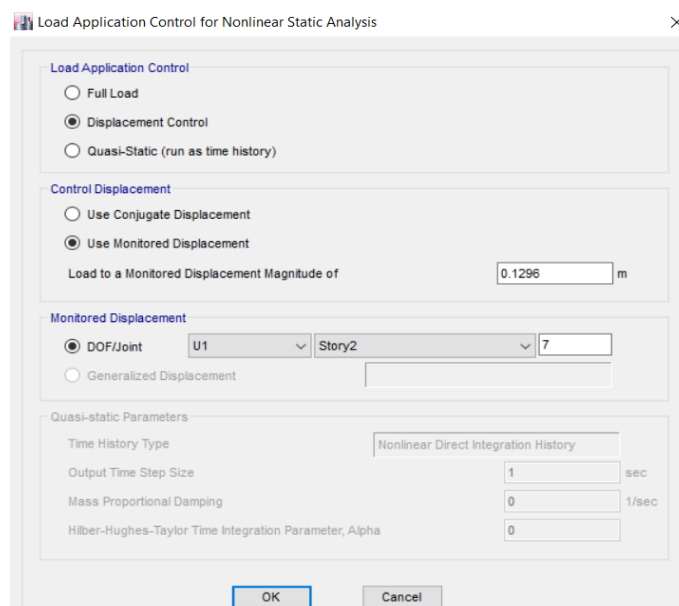 Load Application Control for Nonlinear Static Analysis
Load Application Control
Full Load
Displacement Control
Quasi-Static (run as time history)
Control Displacement
Use Conjugate Displacement
Use Monitored Displacement
Load to a Monitored Displacement Magnitude of 0.1296 m
Monitored Displacement
DOF/Joint U1 Story2 7
Generalized Displacement
Quasi-static Parameters
Time History Type Nonlinear Direct Integration History
Output Time Step Size 1 sec
Mass Proportional Damping 0 1/sec
Hilber-Hughes-Taylor Time Integration Parameter, Alpha 0
OK Cancel